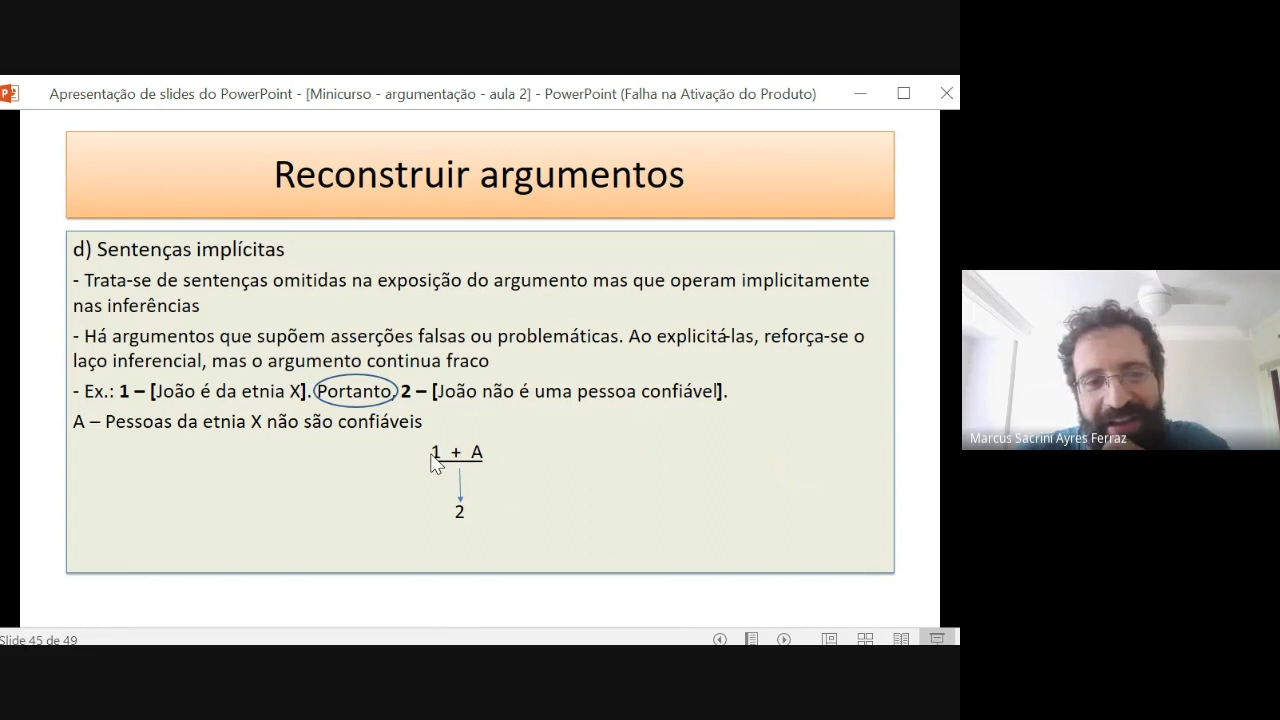 Apresentação de slides do PowerPoint - [Minicurso - argumentação - aula 2] - PowerPoint (Falha na Ativação do Produto)
Reconstruir argumentos
d) Sentenças implícitas
- Trata-se de sentenças omitidas na exposição do argumento mas que operam implicitamente
nas inferências
- Há argumentos que supõem asserções falsas ou problemáticas. Ao explicitá-las, reforça-se o
laço inferencial, mas o argumento continua fraco
- Ex.: 1 – [João é da etnia X]. Portanto, 2 – [João não é uma pessoa confiável].
A – Pessoas da etnia X não são confiáveis
1 + A
2
Marcus Sacrini Ayres Ferraz
Slide 45 de 49